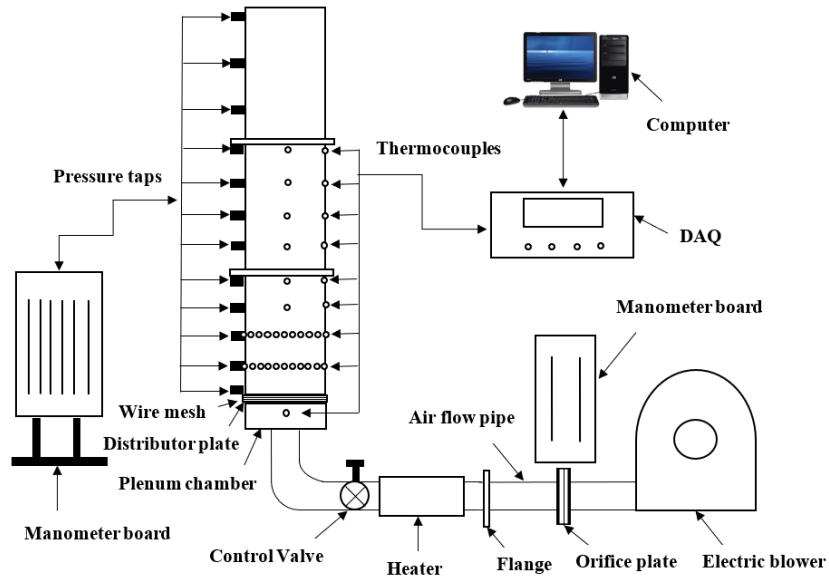 Computer
Thermocouples
Pressure taps
DAQ
Manometer board
Wire mesh
Air flow pipe
Distributor plate
Plenum chamber
Manometer board
Control Valve
Heater
Flange
Orifice plate
Electric blower